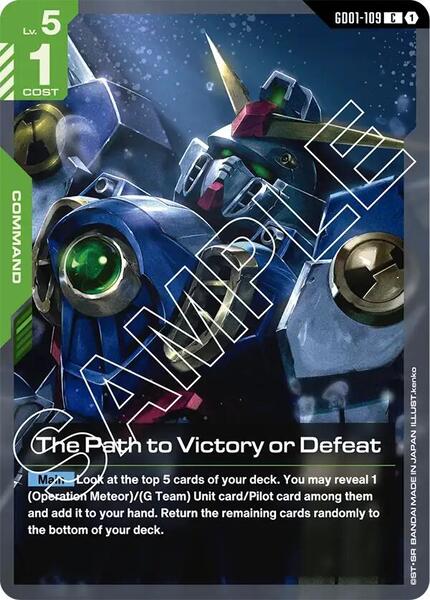 Lv. 5
1
COST
GD01-109 C 1
COMMAND
SAMPLE
The Path to Victory or Defeat
Main Look at the top 5 cards of your deck. You may reveal 1
(Operation Meteor)/(G Team) Unit card/Pilot card among them
and add it to your hand. Return the remaining cards randomly to
the bottom of your deck.
©ST・SR BANDAI MADE IN JAPAN ILLUST.kenko